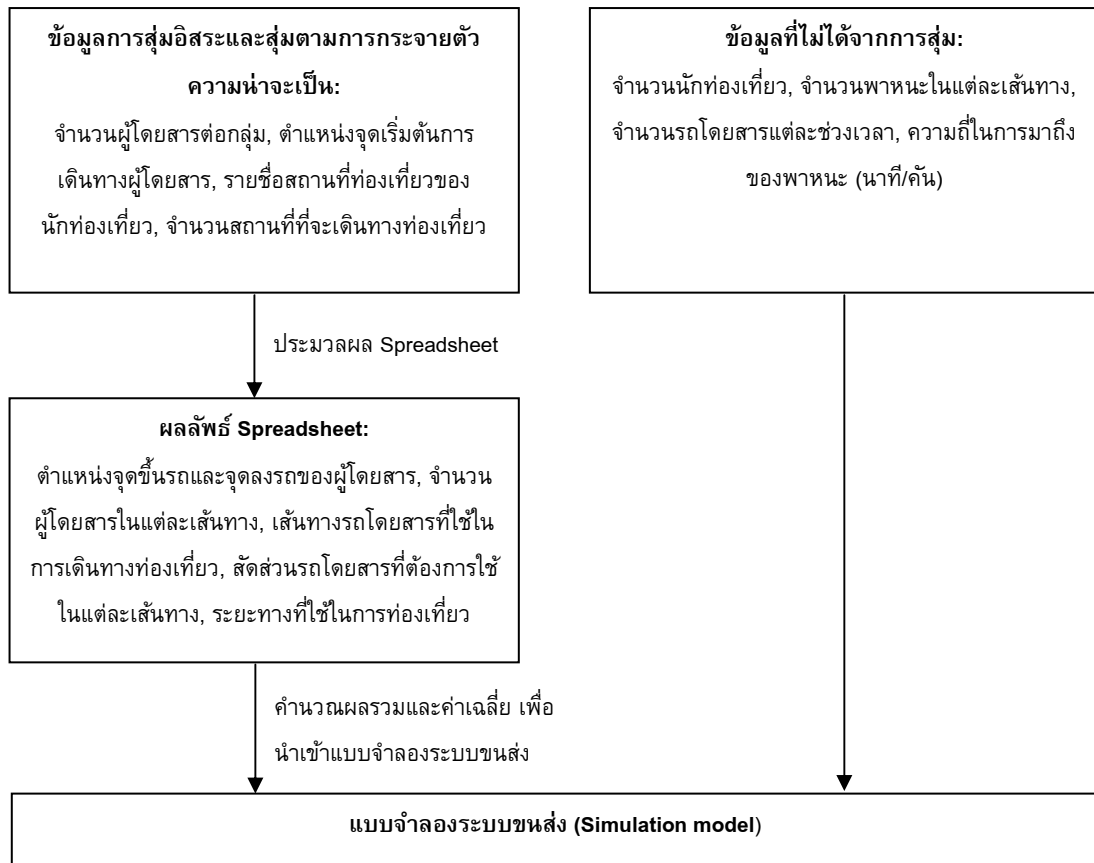 ข้อมูลการสุ่มอิสระและสุ่มตามการกระจายตัว
ความน่าจะเป็น:
จำนวนผู้โดยสารต่อกลุ่ม, ตำแหน่งจุดเริ่มต้นการ
เดินทางผู้โดยสาร, รายชื่อสถานที่ท่องเที่ยวของ
นักท่องเที่ยว, จำนวนสถานที่ที่จะเดินทางท่องเที่ยว
ข้อมูลที่ไม่ได้จากการสุ่ม:
จำนวนนักท่องเที่ยว, จำนวนพาหนะในแต่ละเส้นทาง,
จำนวนรถโดยสารแต่ละช่วงเวลา, ความถี่ในการมาถึง
ของพาหนะ (นาที/คัน)
ประมวลผล Spreadsheet
ผลลัพธ์ Spreadsheet:
ตำแหน่งจุดขึ้นรถและจุดลงรถของผู้โดยสาร, จำนวน
ผู้โดยสารในแต่ละเส้นทาง, เส้นทางรถโดยสารที่ใช้ใน
การเดินทางท่องเที่ยว, สัดส่วนรถโดยสารที่ต้องการใช้
ในแต่ละเส้นทาง, ระยะทางที่ใช้ในการท่องเที่ยว
คำนวณผลรวมและค่าเฉลี่ย เพื่อ
นำเข้าแบบจำลองระบบขนส่ง
แบบจำลองระบบขนส่ง (Simulation model)